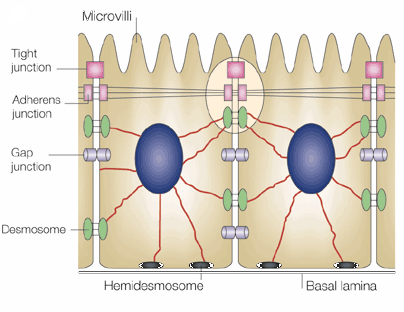 Microvilli
Tight
junction
Adherens
junction
Gap
junction
Desmosome
Hemidesmosome
Basal lamina